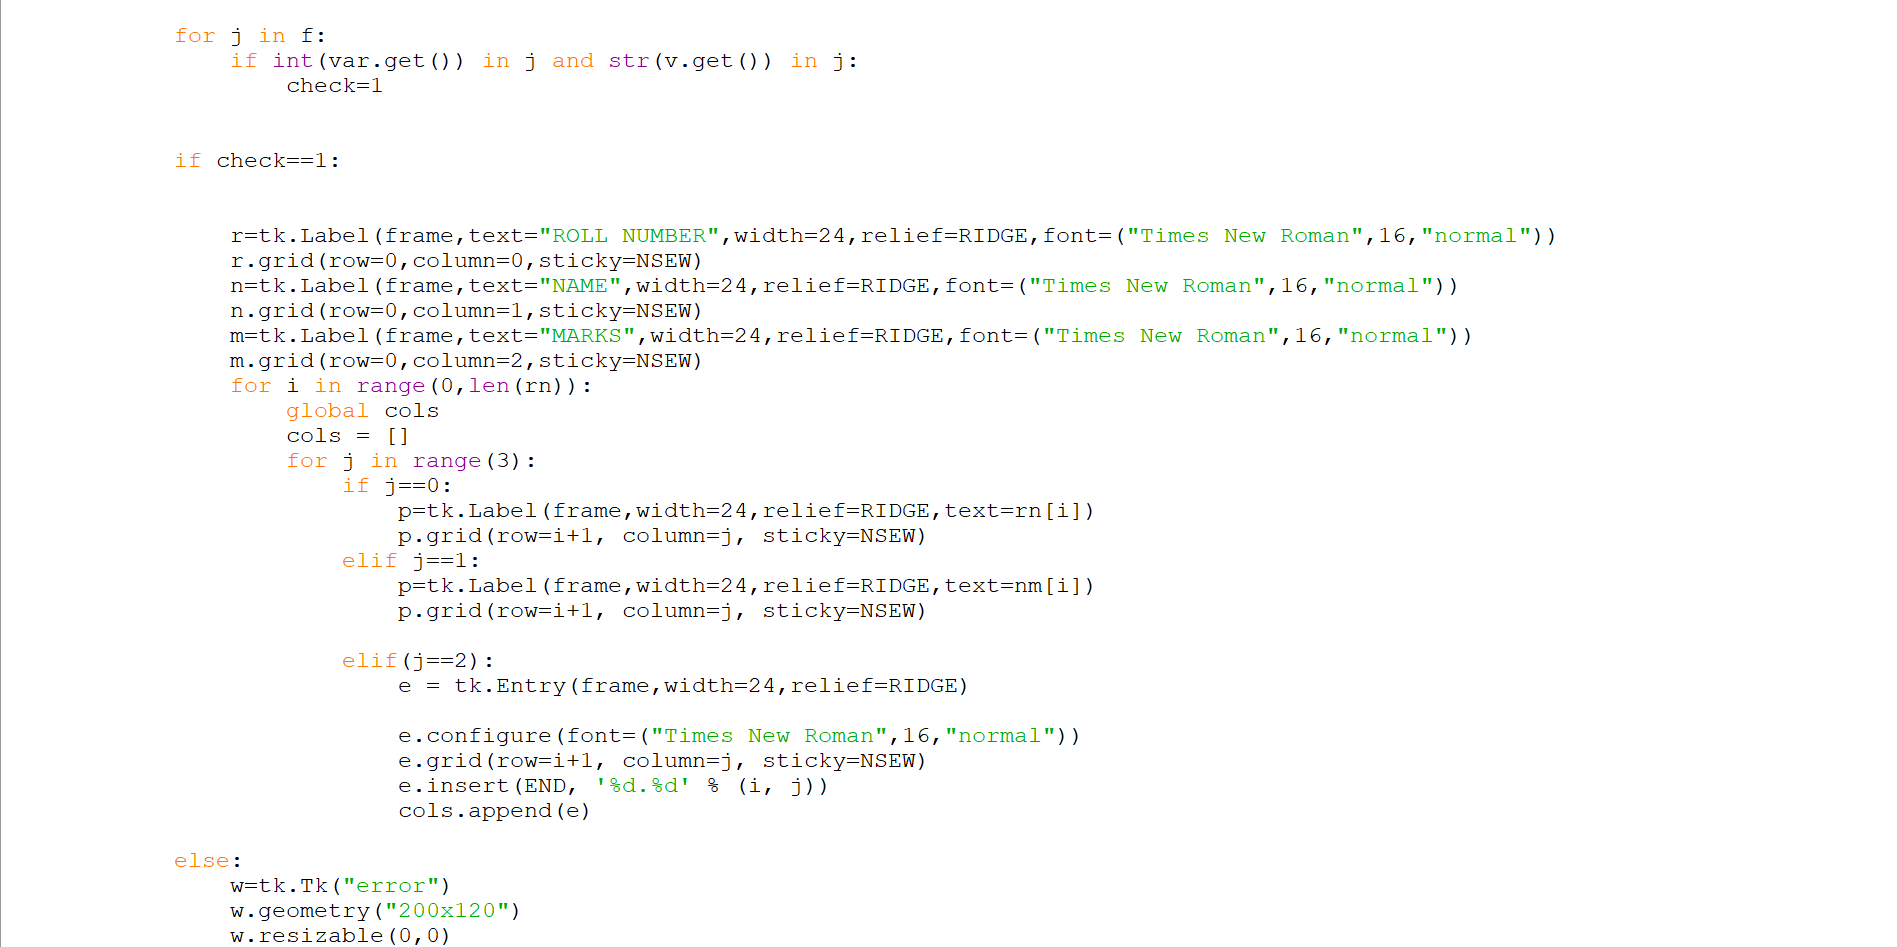 for j in f:
    if int(var.get()) in j and str(v.get()) in j:
        check=1
if check==1:
    r=tk.Label(frame,text="ROLL NUMBER",width=24,relief=RIDGE,font=("Times New Roman",16,"normal"))
    r.grid(row=0,column=0,sticky=NSEW)
    n=tk.Label(frame,text="NAME",width=24,relief=RIDGE,font=("Times New Roman",16,"normal"))
    n.grid(row=0,column=1,sticky=NSEW)
    m=tk.Label(frame,text="MARKS",width=24,relief=RIDGE,font=("Times New Roman",16,"normal"))
    m.grid(row=0,column=2,sticky=NSEW)
    for i in range(0,len(rn)):
        global cols
        cols = []
        for j in range(3):
            if j==0:
                p=tk.Label(frame,width=24,relief=RIDGE,text=rn[i])
                p.grid(row=i+1, column=j, sticky=NSEW)
            elif j==1:
                p=tk.Label(frame,width=24,relief=RIDGE,text=nm[i])
                p.grid(row=i+1, column=j, sticky=NSEW)
            elif(j==2):
                e = tk.Entry(frame,width=24,relief=RIDGE)
                e.configure(font=("Times New Roman",16,"normal"))
                e.grid(row=i+1, column=j, sticky=NSEW)
                e.insert(END, '%d.%d' % (i, j))
                cols.append(e)
else:
    w=tk.Tk("error")
    w.geometry("200x120")
    w.resizable(0,0)